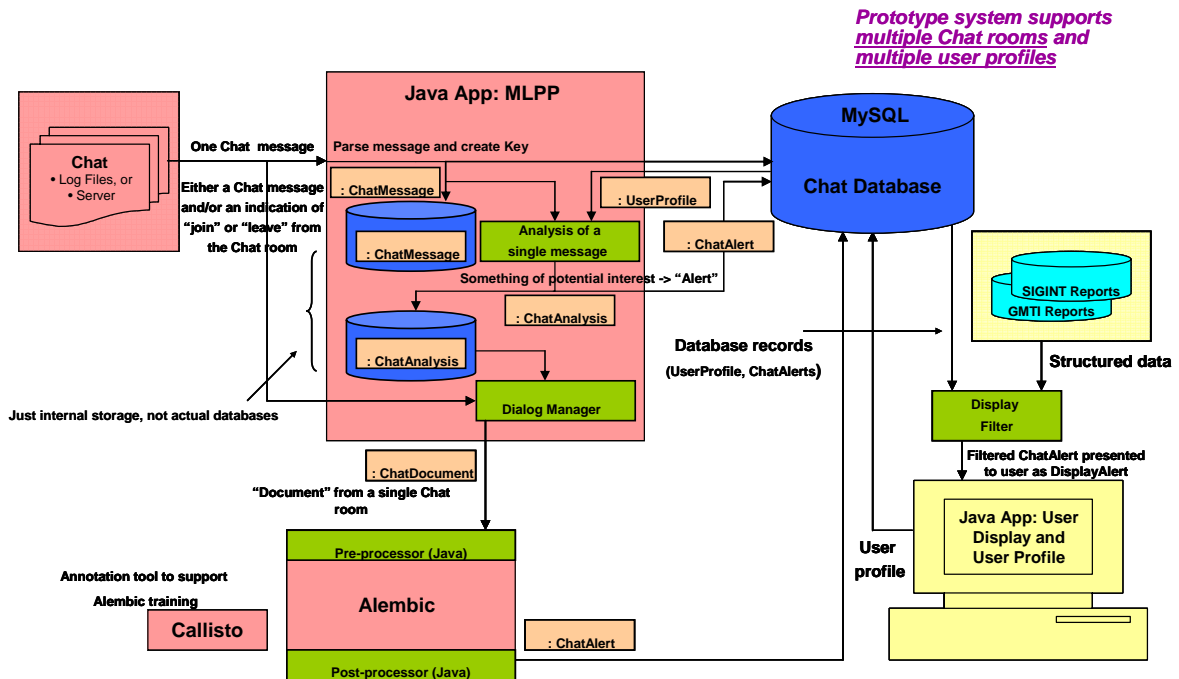 Prototype system supports
multiple Chat rooms and
multiple user profiles
Java App: MLPP
MySQL
Chat Database
Chat
• Log Files, or
• Server
One Chat message
Parse message and create Key
Either a Chat message
and/or an indication of
“join” or “leave” from
the Chat room
: ChatMessage
: UserProfile
: ChatMessage
Analysis of a
single message
: ChatAlert
Something of potential interest -> “Alert”
: ChatAnalysis
: ChatAnalysis
SIGINT Reports
GMTI Reports
Database records
(UserProfile, ChatAlerts)
Structured data
Just internal storage, not actual databases
Dialog Manager
Display
Filter
: ChatDocument
Filtered ChatAlert presented
to user as DisplayAlert
“Document” from a single Chat
room
Java App: User
Display and
User Profile
User
profile
Pre-processor (Java)
Annotation tool to support
Alembic training
Alembic
Callisto
: ChatAlert
Post-processor (Java)